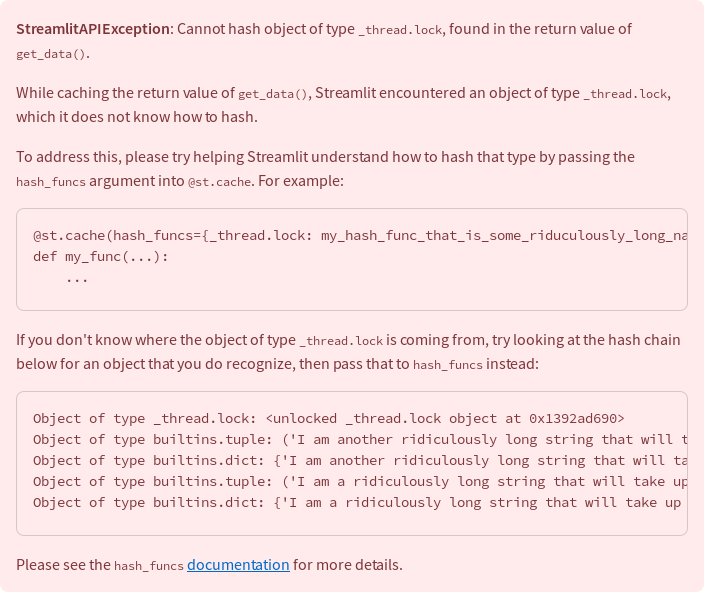 StreamlitAPIException: Cannot hash object of type _thread.lock, found in the return value of
get_data().
While caching the return value of get_data(), Streamlit encountered an object of type _thread.lock,
which it does not know how to hash.
To address this, please try helping Streamlit understand how to hash that type by passing the
hash_funcs argument into @st.cache. For example:
@st.cache(hash_funcs={_thread.lock: my_hash_func_that_is_some_riduculously_long_na
def my_func(...):
    ...
If you don't know where the object of type _thread.lock is coming from, try looking at the hash chain
below for an object that you do recognize, then pass that to hash_funcs instead:
Object of type _thread.lock: <unlocked _thread.lock object at 0x1392ad690>
Object of type builtins.tuple: ('I am another ridiculously long string that will t
Object of type builtins.dict: {'I am another ridiculously long string that will ta
Object of type builtins.tuple: ('I am a ridiculously long string that will take up
Object of type builtins.dict: {'I am a ridiculously long string that will take up
Please see the hash_funcs documentation for more details.